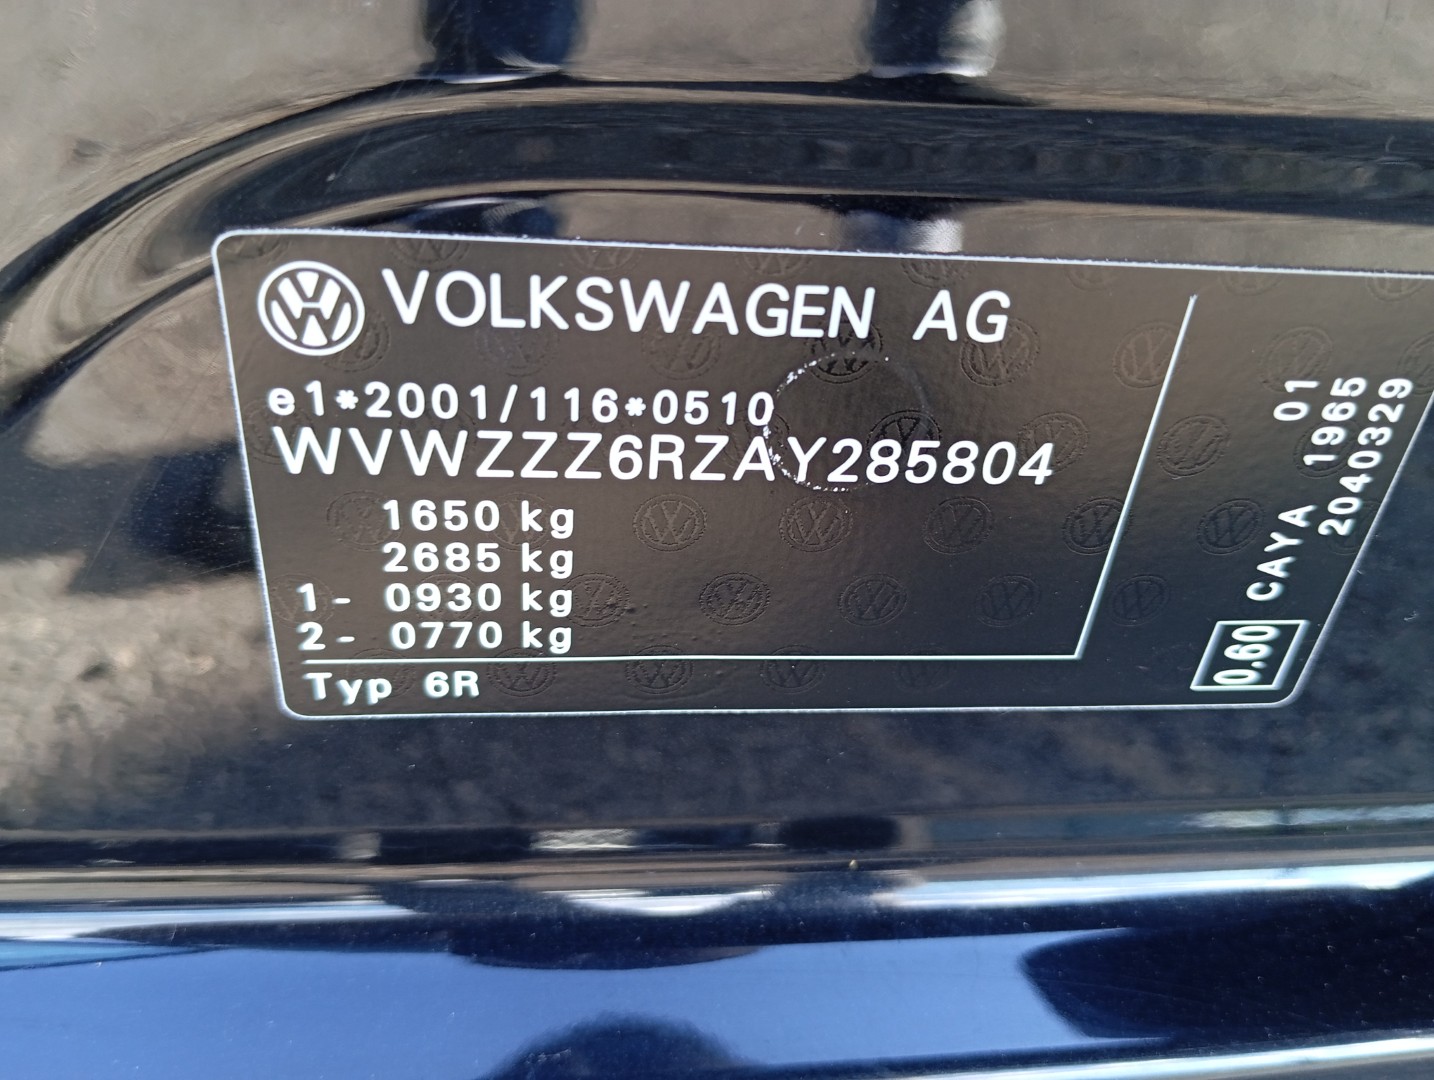 VOLKSWAGEN AG
e1*2001/116*0510
WVWZZZ6RZAY285804
1650 kg
2685 kg
1- 0930 kg
2- 0770 kg
Typ 6R
0.60 CAYA 01
1965
2040329